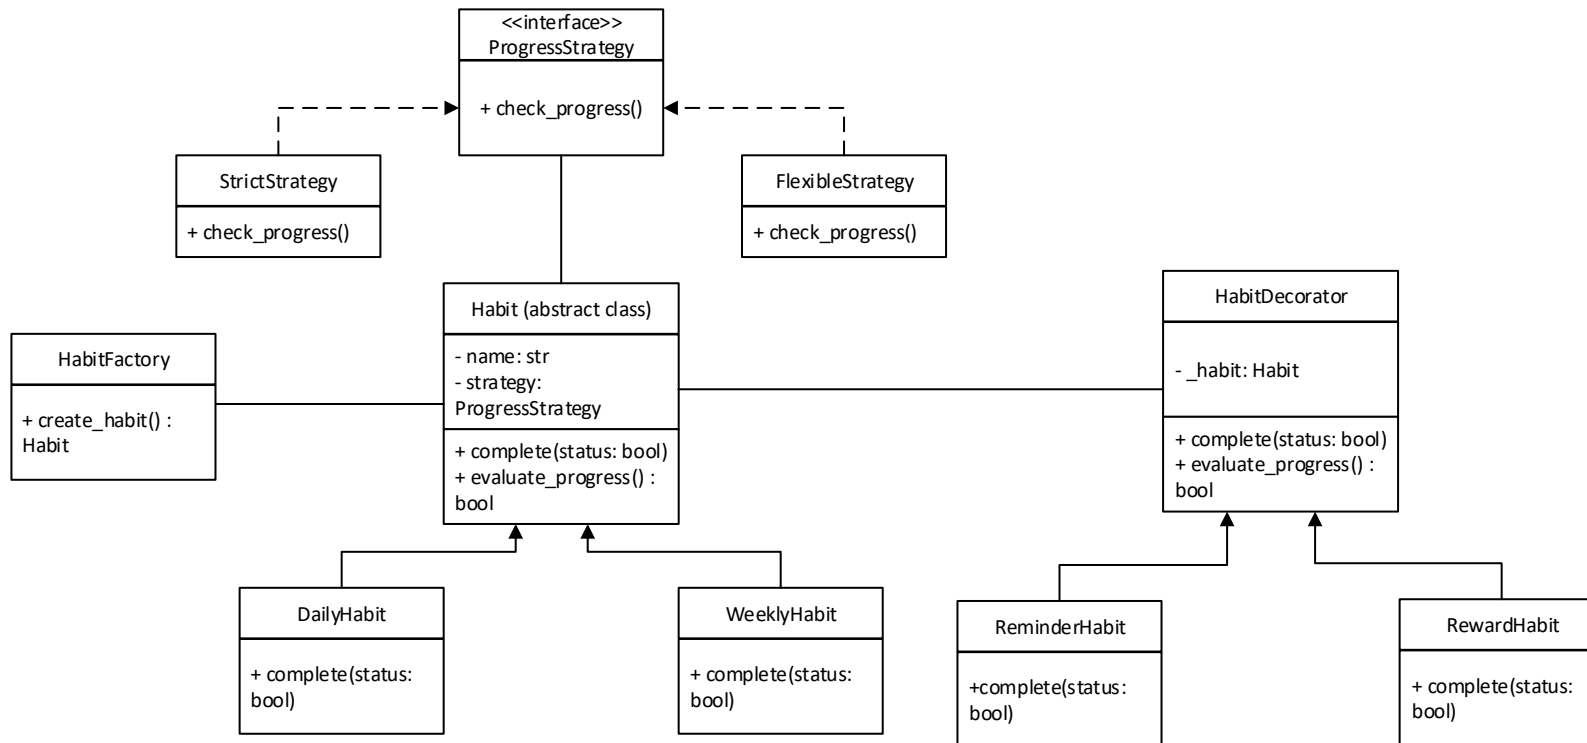 <<interface>>
ProgressStrategy
+ check_progress()
StrictStrategy
+ check_progress()
FlexibleStrategy
+ check_progress()
Habit (abstract class)
- name: str
- strategy:
ProgressStrategy
+ complete(status: bool)
+ evaluate_progress() :
bool
HabitFactory
+ create_habit() :
Habit
HabitDecorator
- _habit: Habit
+ complete(status: bool)
+ evaluate_progress() :
bool
DailyHabit
+ complete(status:
bool)
WeeklyHabit
+ complete(status:
bool)
ReminderHabit
+complete(status:
bool)
RewardHabit
+ complete(status:
bool)